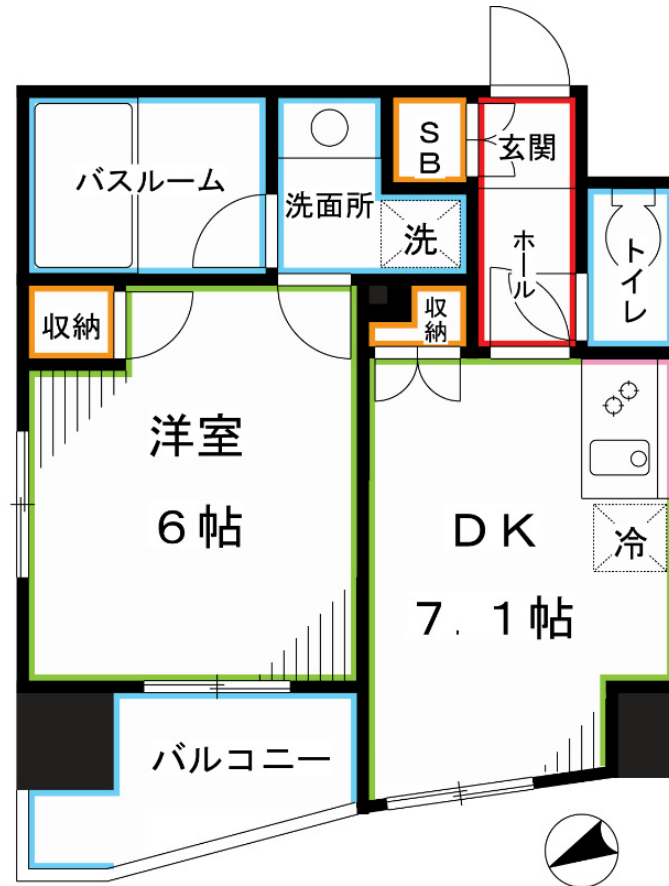 バスルーム
洗面所
SB
玄関
洗
ホール
トイレ
収納
収納
洋室
6帖
DK
7.1帖
冷
バルコニー